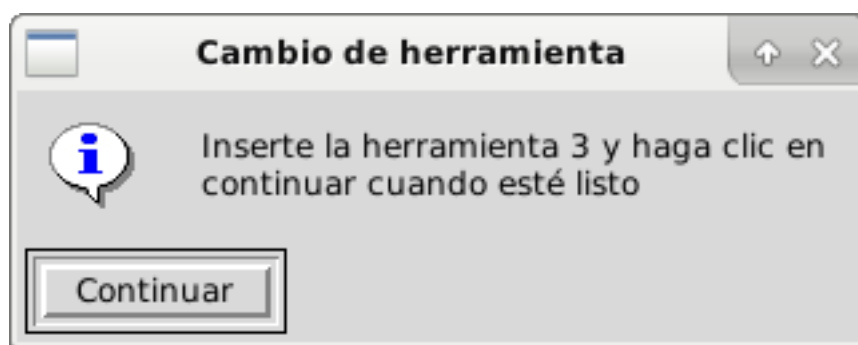 Cambio de herramienta
Inserte la herramienta 3 y haga clic en
continuar cuando esté listo
Continuar